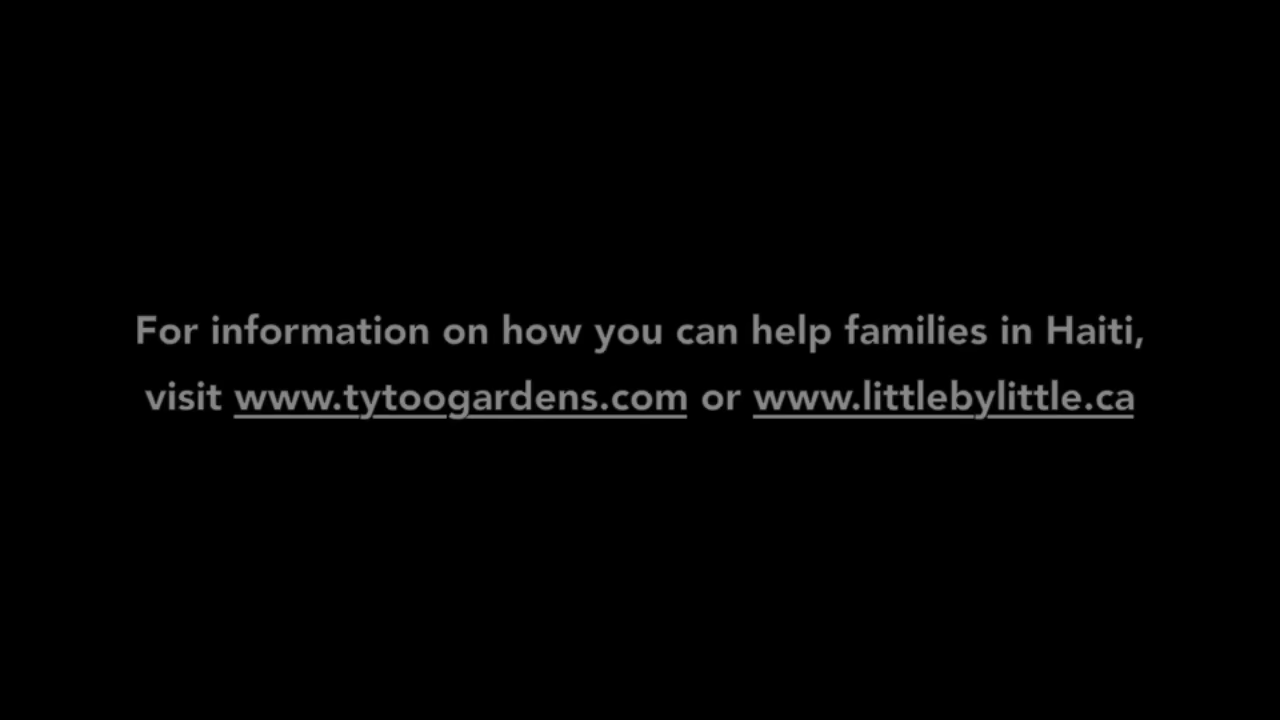 For information on how you can help families in Haiti,
visit www.tytoogardens.com or www.littlebylittle.ca